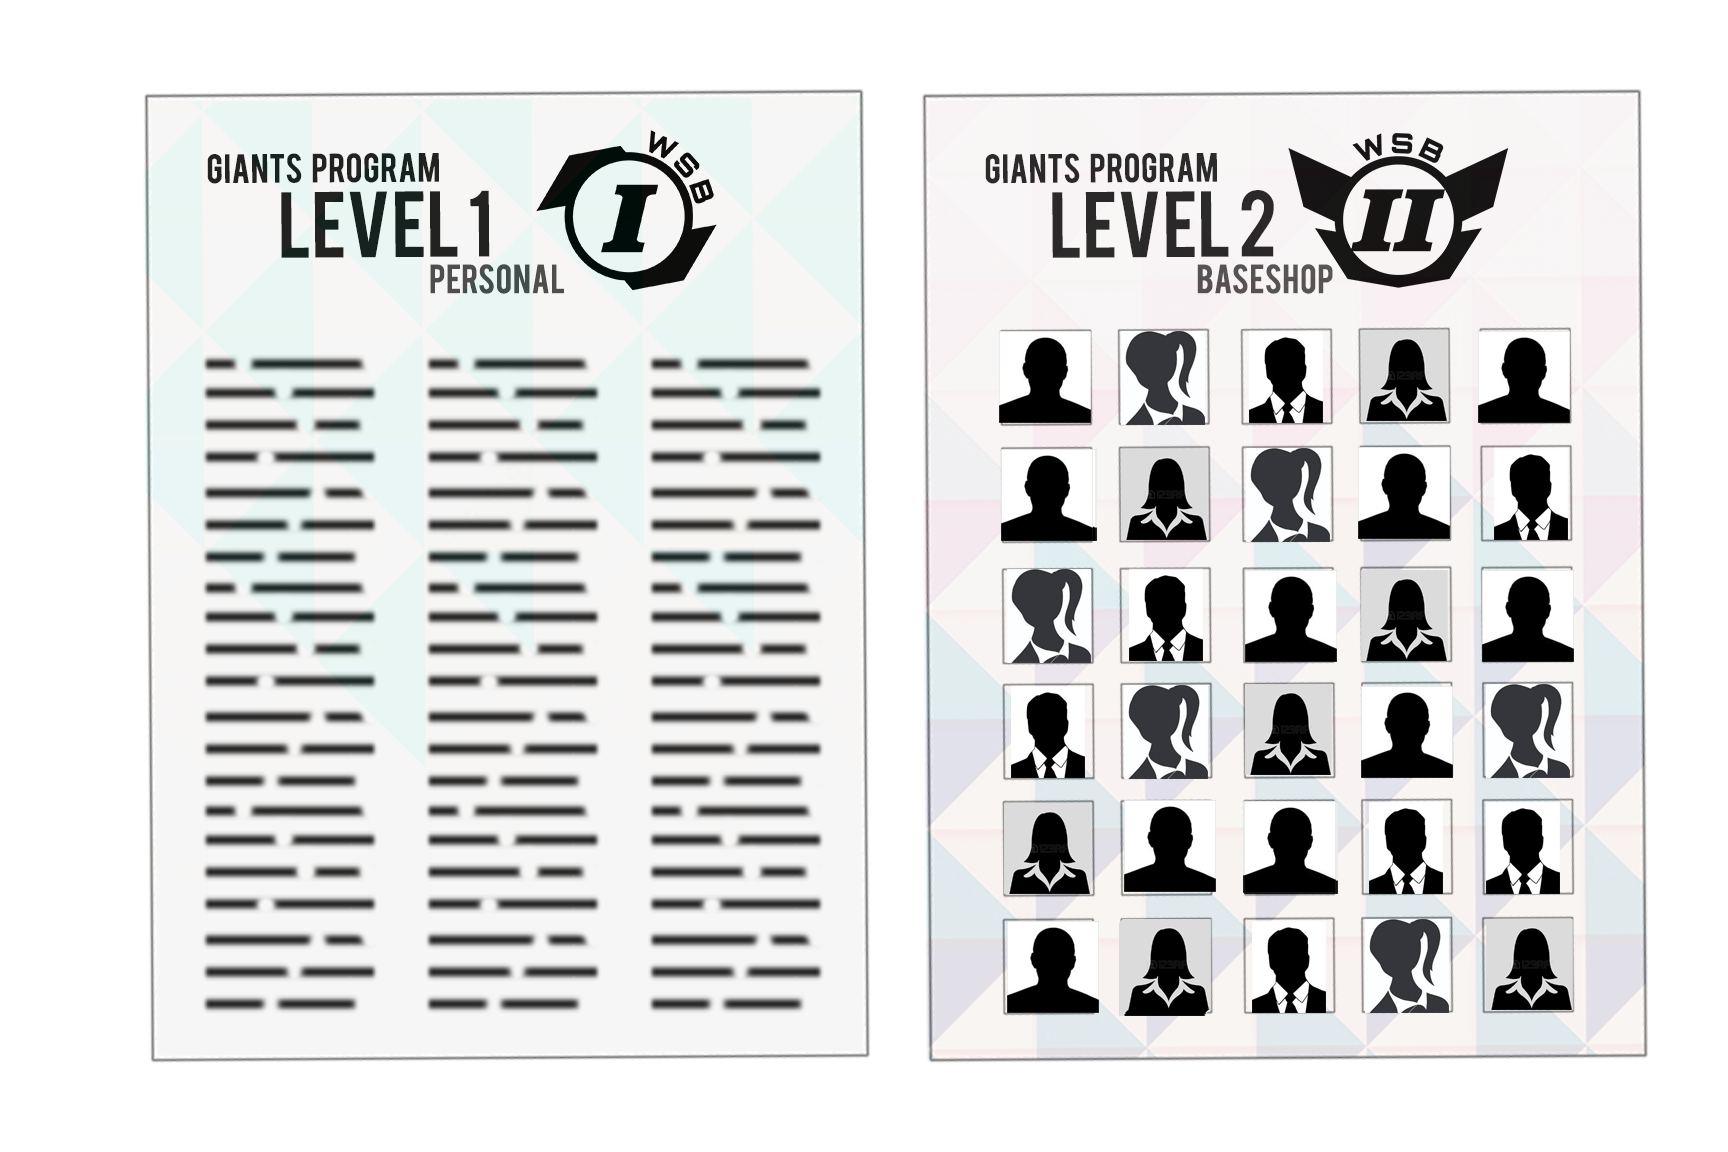 GIANTS PROGRAM
LEVEL 1
PERSONAL
WSB
I
GIANTS PROGRAM
LEVEL 2
BASESHOP
WSB
II